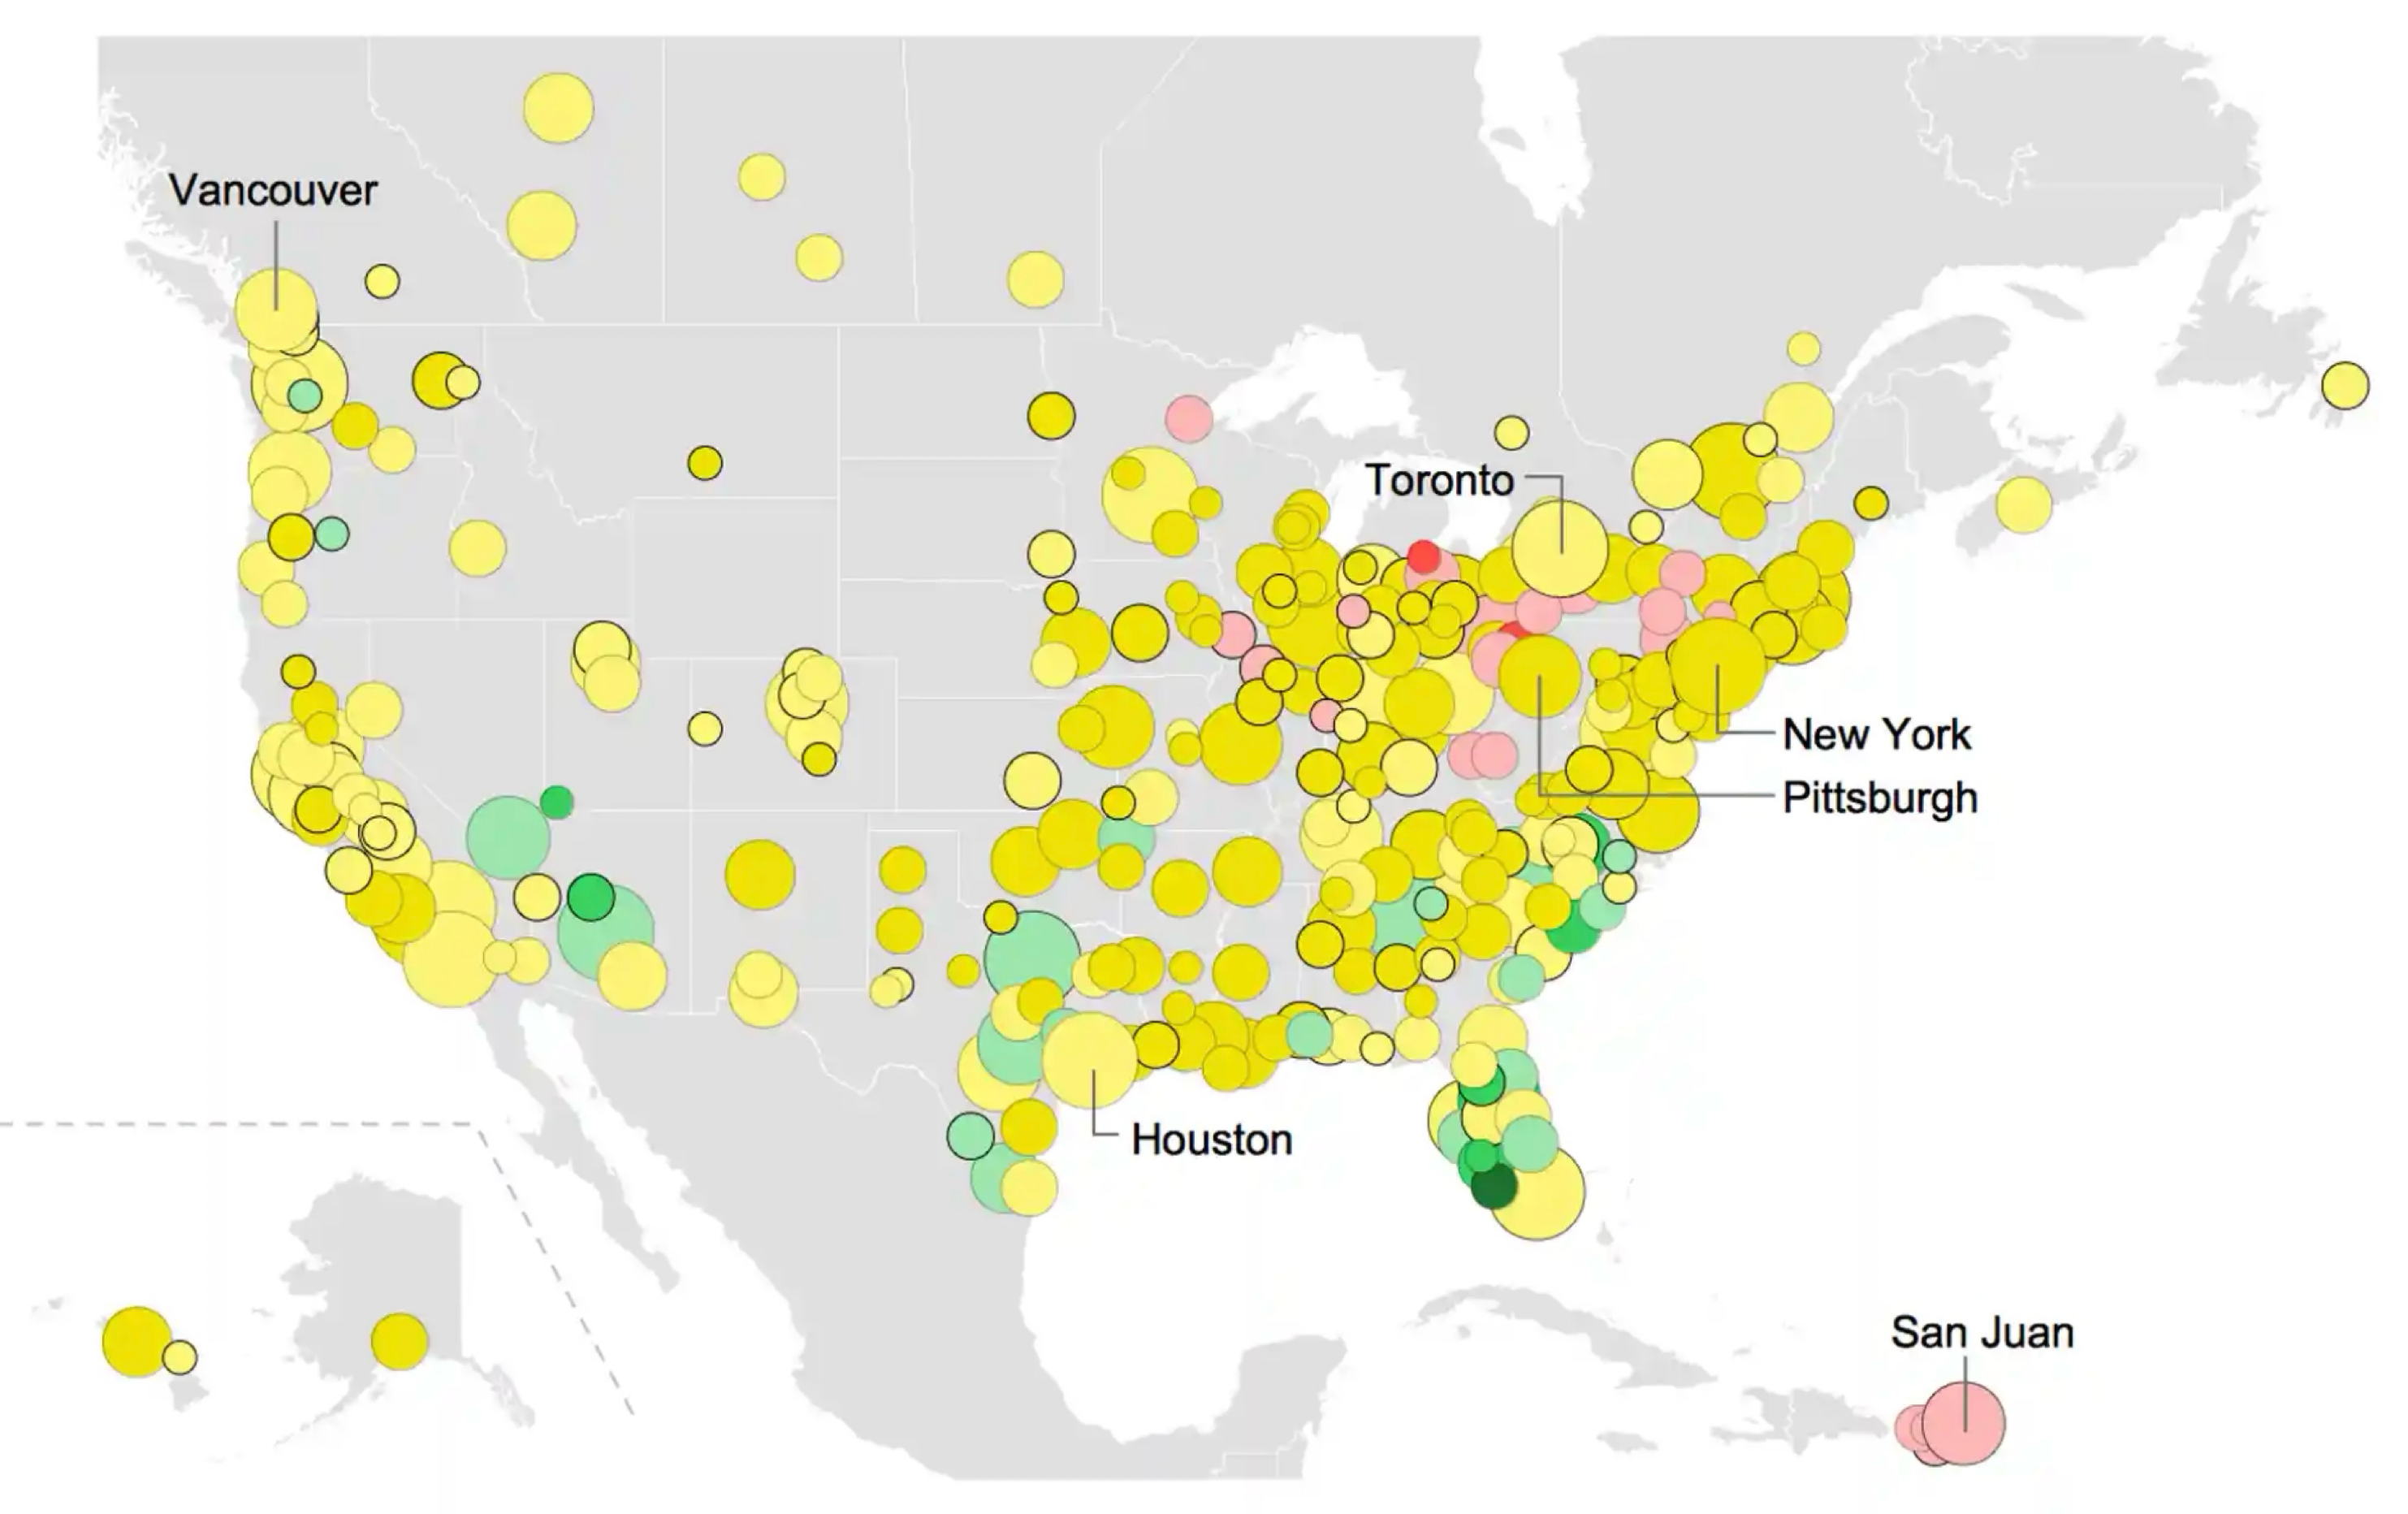 Vancouver
Toronto
New York
Pittsburgh
Houston
San Juan